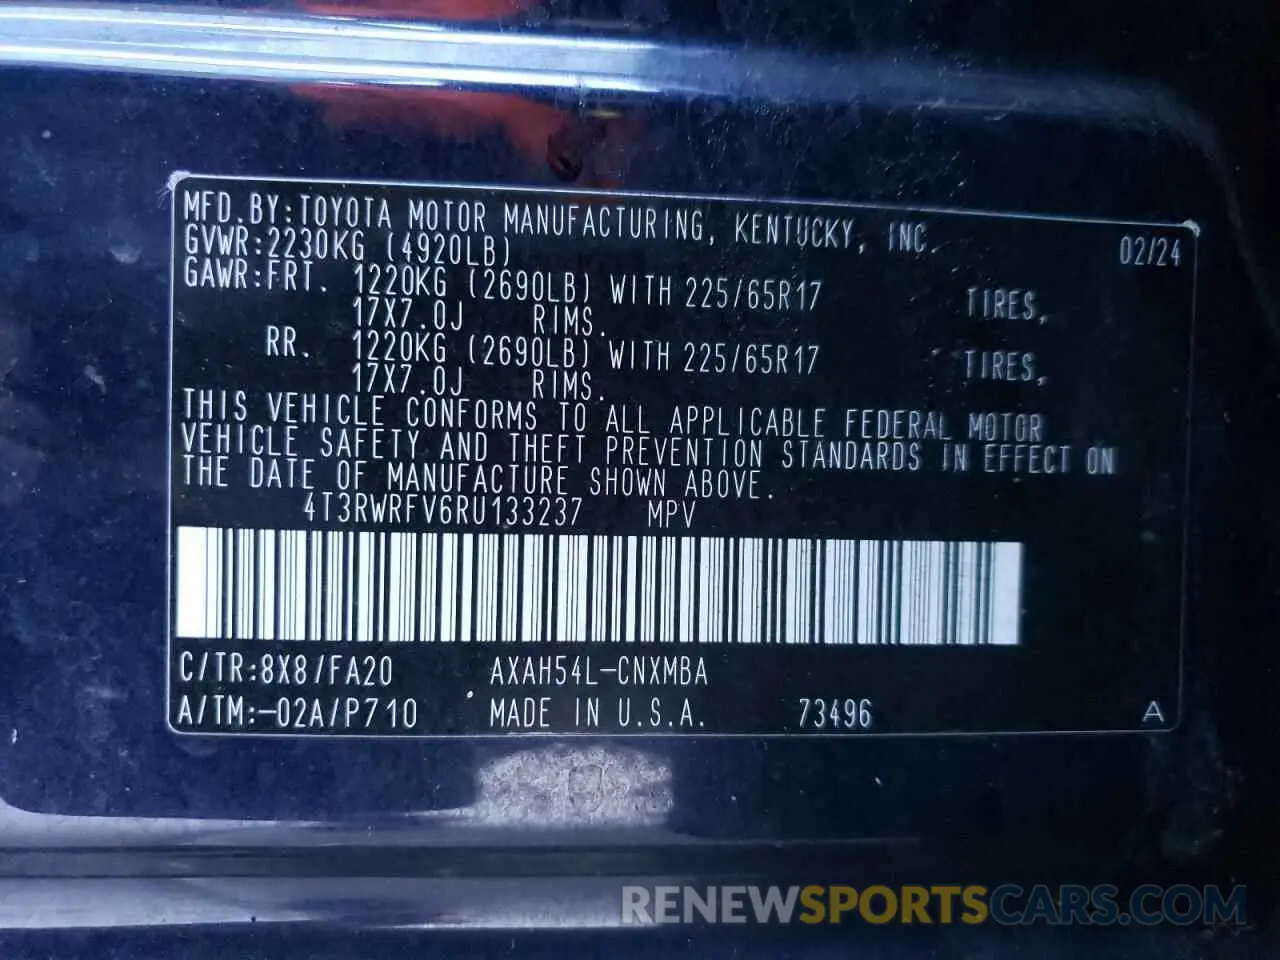 MFD.BY:TOYOTA MOTOR MANUFACTURING, KENTUCKY, INC. 02/24
GVWR:2230KG (4920LB)
GAWR:FRT. 1220KG (2690LB) WITH 225/65R17 TIRES,
17X7.0J RIMS.
RR. 1220KG (2690LB) WITH 225/65R17 TIRES,
17X7.0J RIMS.
THIS VEHICLE CONFORMS TO ALL APPLICABLE FEDERAL MOTOR
VEHICLE SAFETY AND THEFT PREVENTION STANDARDS IN EFFECT ON
THE DATE OF MANUFACTURE SHOWN ABOVE.
4T3RWRFV6RU133237 MPV
C/TR:8X8/FA20 AXAH54L-CNXMBA
A/TM:-02A/P710 MADE IN U.S.A. 73496 A
RENEWSPORTSCARS.COM